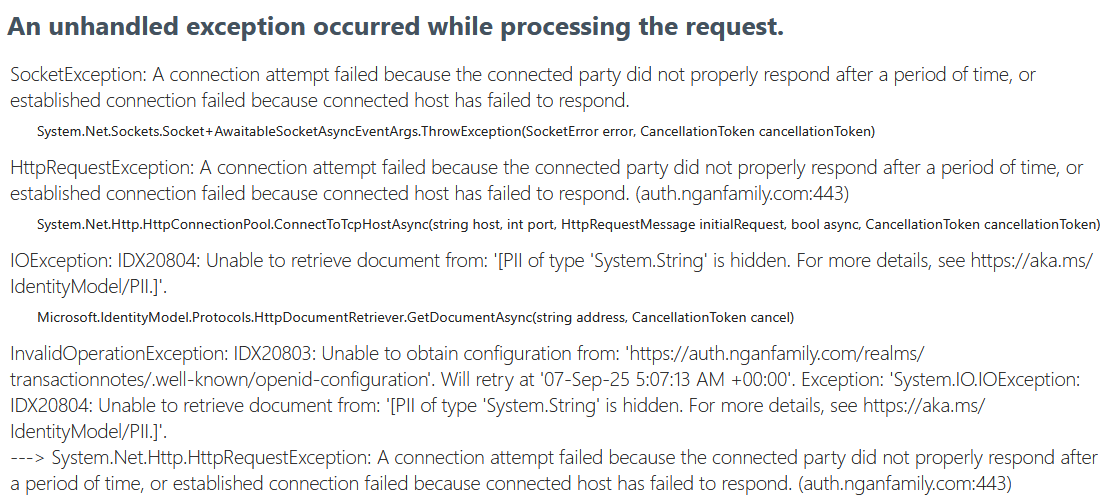 An unhandled exception occurred while processing the request.
SocketException: A connection attempt failed because the connected party did not properly respond after a period of time, or
established connection failed because connected host has failed to respond.
System.Net.Sockets.Socket+AwaitableSocketAsyncEventArgs.ThrowException(SocketError error, CancellationToken cancellationToken)
HttpRequestException: A connection attempt failed because the connected party did not properly respond after a period of time, or
established connection failed because connected host has failed to respond. (auth.nganfamily.com:443)
System.Net.Http.HttpConnectionPool.ConnectToTcpHostAsync(string host, int port, HttpRequestMessage initialRequest, bool async, CancellationToken cancellationToken)
IOException: IDX20804: Unable to retrieve document from: '[PII of type 'System.String' is hidden. For more details, see https://aka.ms/
IdentityModel/PII.]'.
Microsoft.IdentityModel.Protocols.HttpDocumentRetriever.GetDocumentAsync(string address, CancellationToken cancel)
InvalidOperationException: IDX20803: Unable to obtain configuration from: 'https://auth.nganfamily.com/realms/
transactionnotes/.well-known/openid-configuration'. Will retry at '07-Sep-25 5:07:13 AM +00:00'. Exception: 'System.IO.IOException:
IDX20804: Unable to retrieve document from: '[PII of type 'System.String' is hidden. For more details, see https://aka.ms/
IdentityModel/PII.]'.
---> System.Net.Http.HttpRequestException: A connection attempt failed because the connected party did not properly respond after
a period of time, or established connection failed because connected host has failed to respond. (auth.nganfamily.com:443)